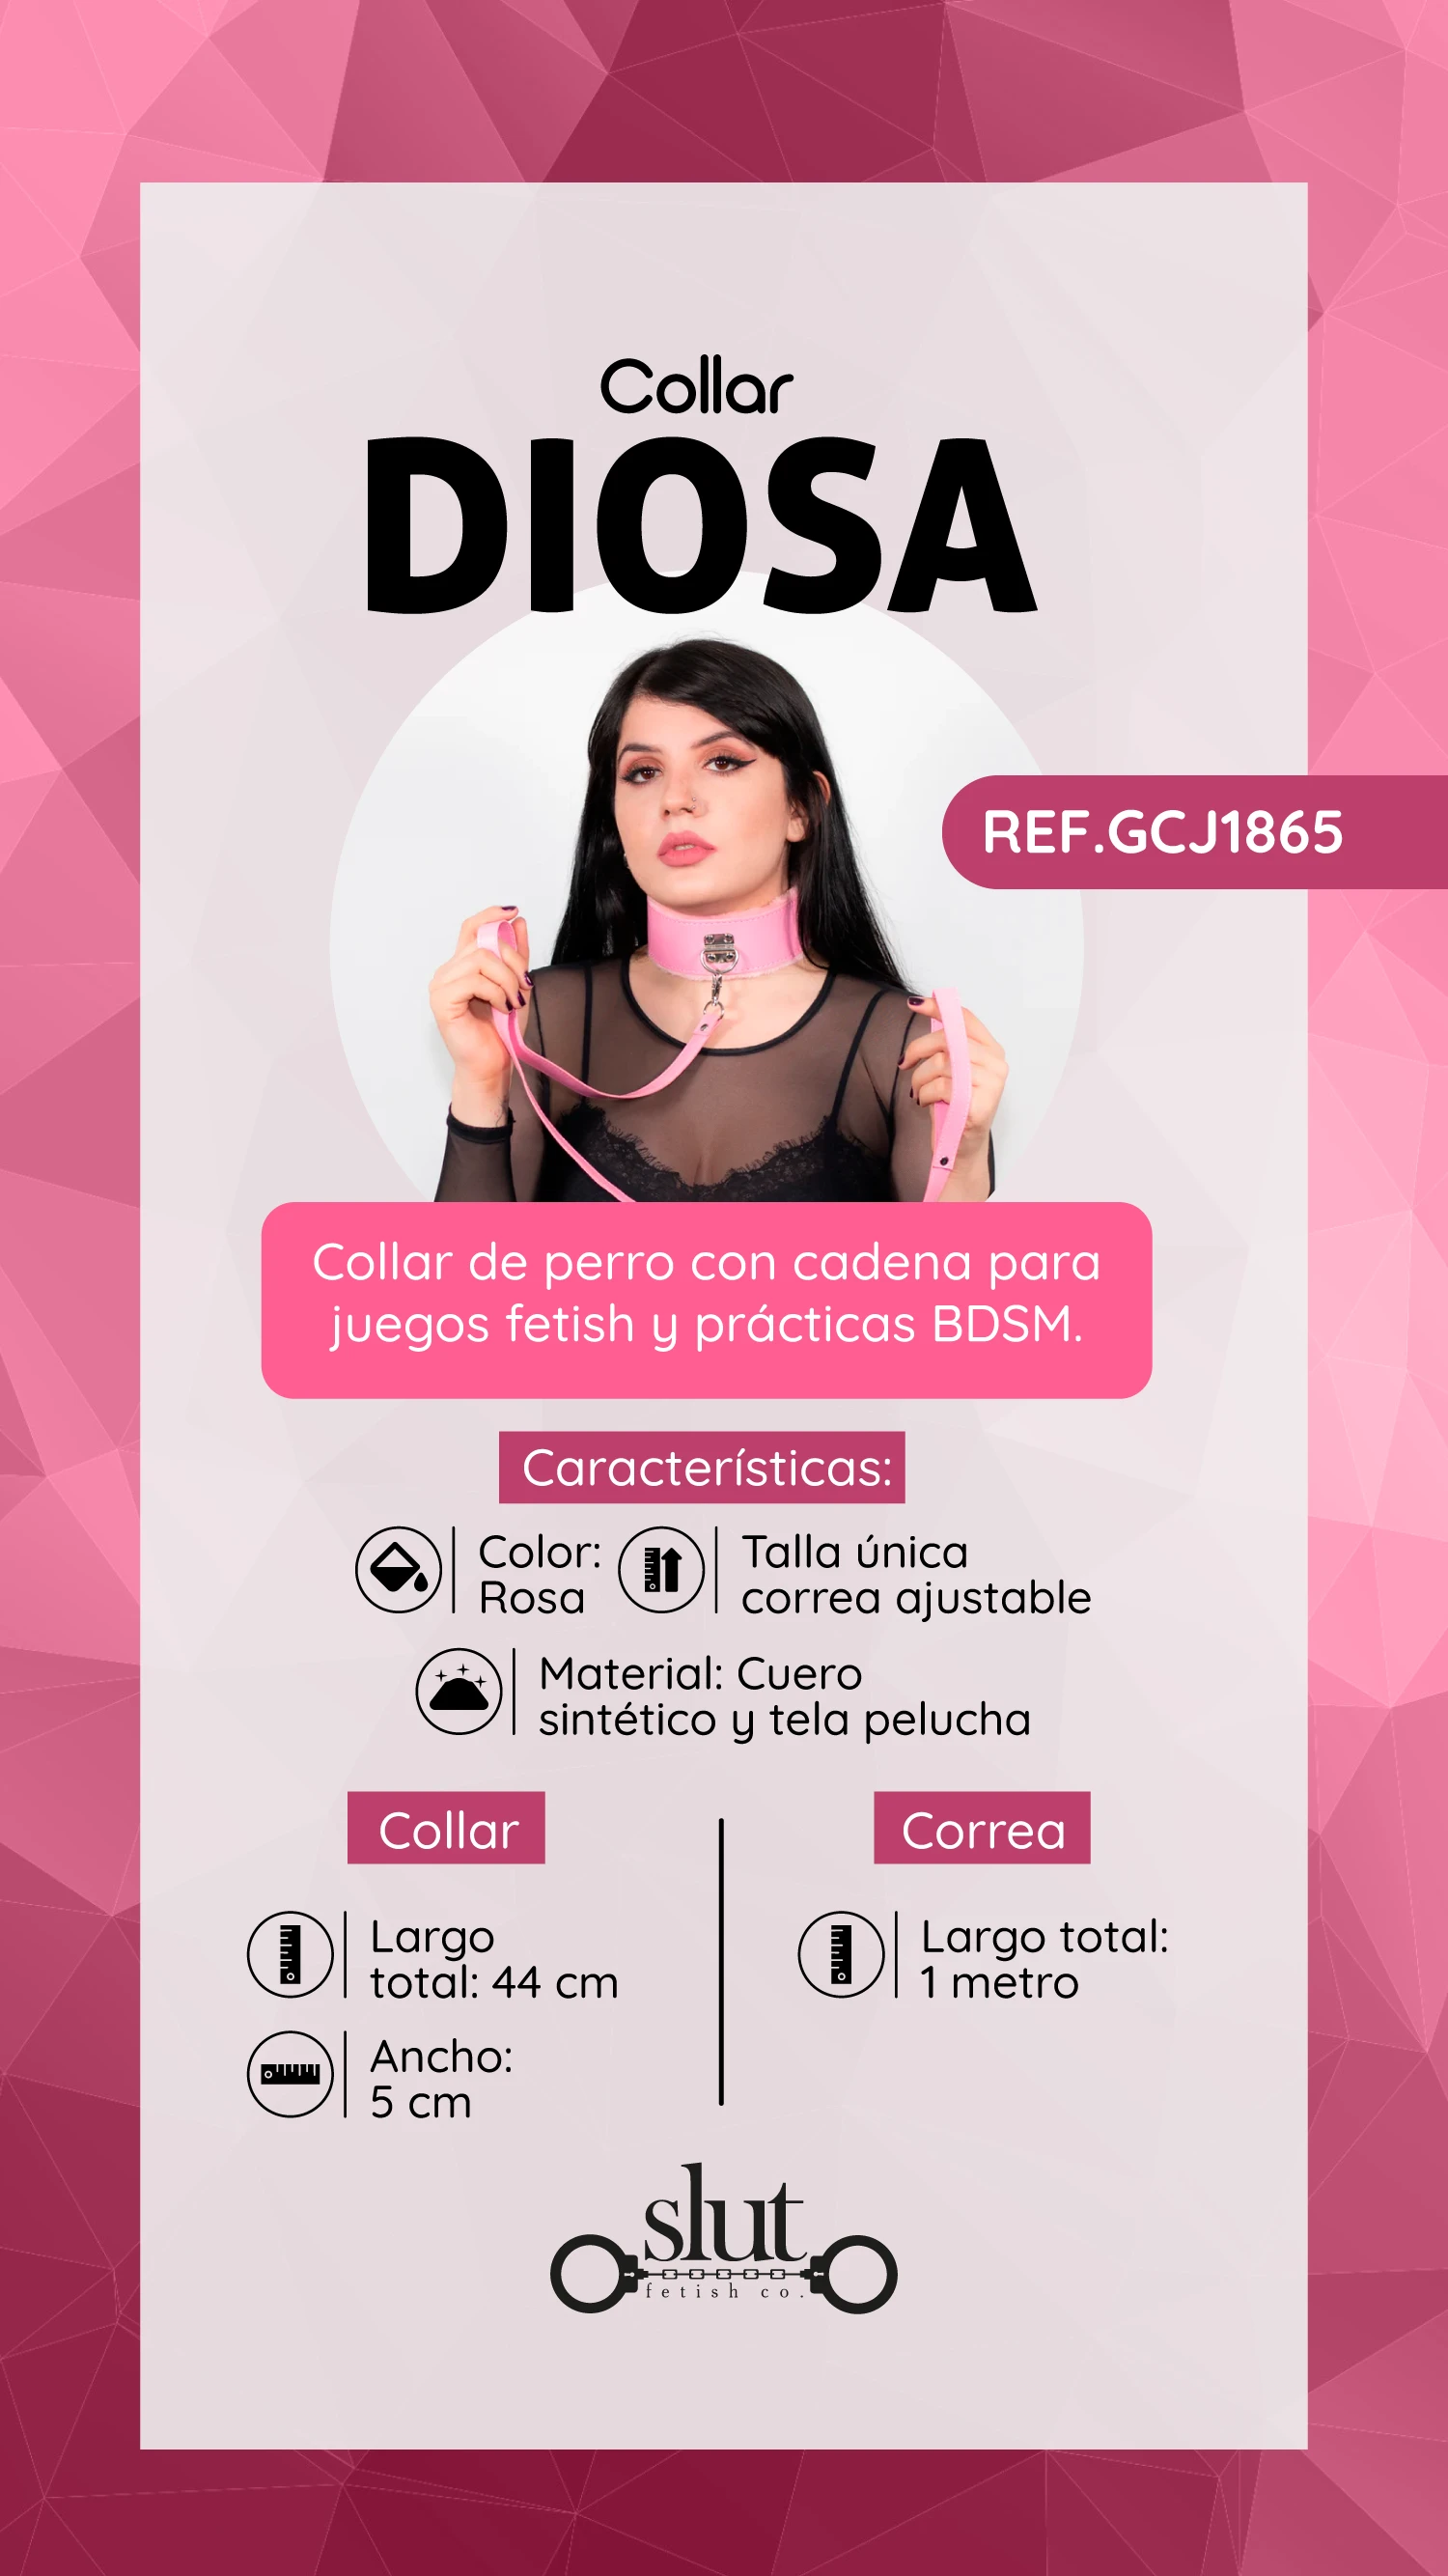 Collar
DIOSA
REF.GCJ1865
Collar de perro con cadena para
juegos fetish y prácticas BDSM.
Características:
Color:
Rosa
Talla única
correa ajustable
Material: Cuero
sintético y tela pelucha
Collar
Largo
total: 44 cm
Ancho:
5 cm
Correa
Largo total:
1 metro
slut
fetish co.